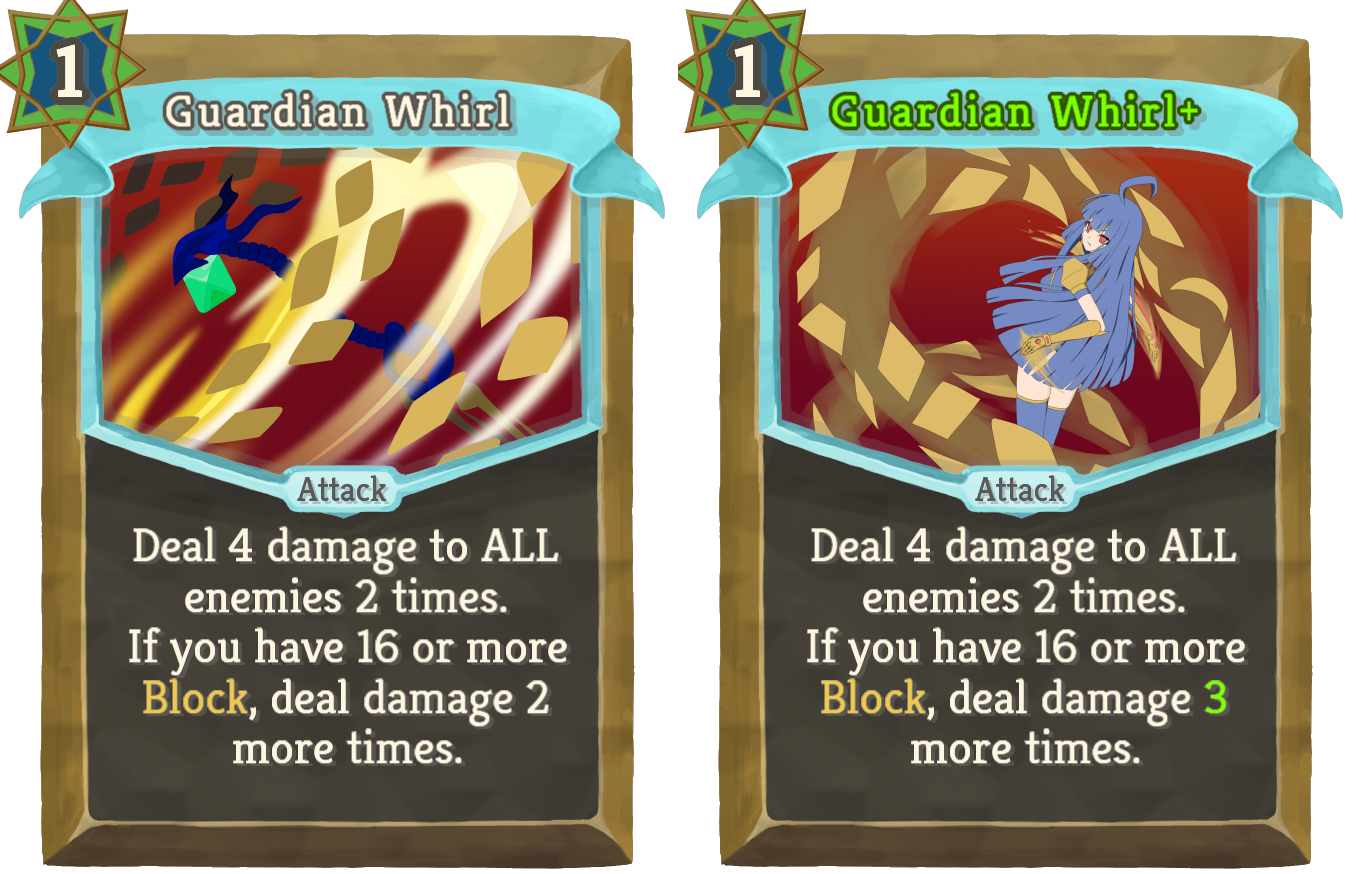 1
Guardian Whirl
Attack
Deal 4 damage to ALL
enemies 2 times.
If you have 16 or more
Block, deal damage 2
more times.
1
Guardian Whirl+
Attack
Deal 4 damage to ALL
enemies 2 times.
If you have 16 or more
Block, deal damage 3
more times.